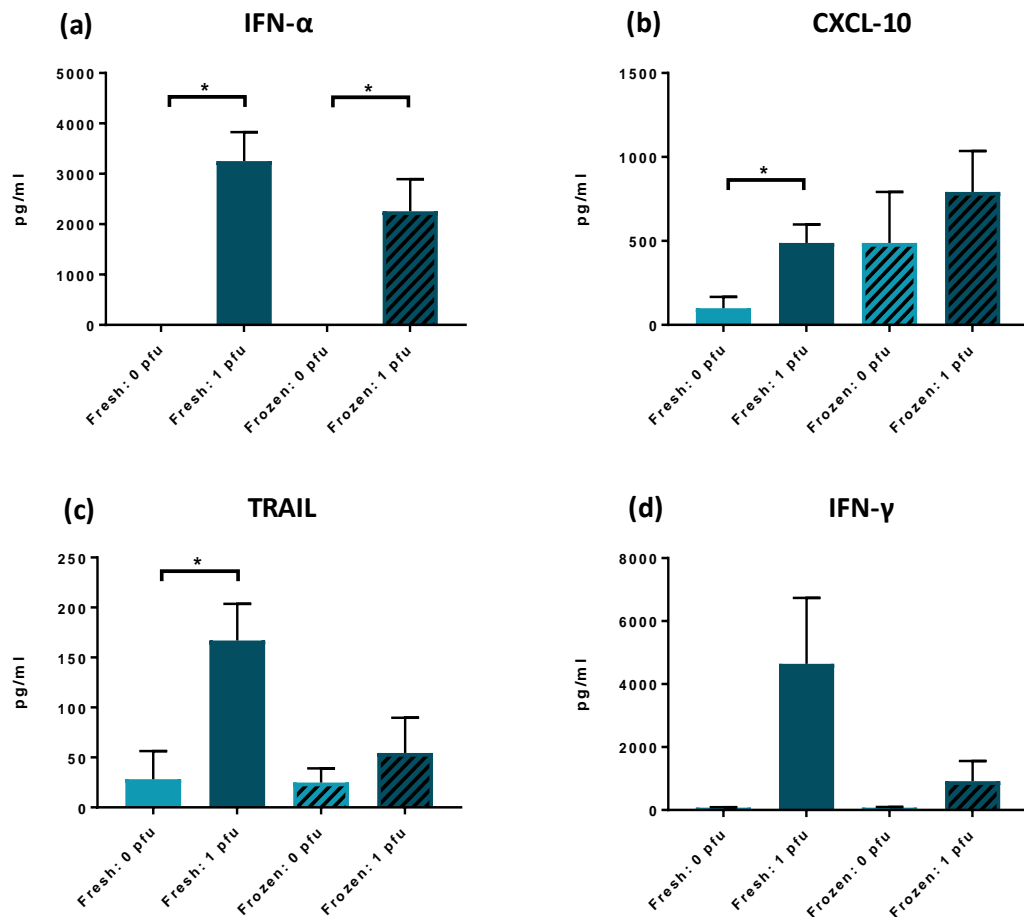 (a) IFN-α
5000
4000
3000
2000
1000
0
pg/ml
*
*
Fresh: 0 pfu
Fresh: 1 pfu
Frozen: 0 pfu
Frozen: 1 pfu
(b) CXCL-10
1500
1000
500
0
pg/ml
*
Fresh: 0 pfu
Fresh: 1 pfu
Frozen: 0 pfu
Frozen: 1 pfu
(c) TRAIL
250
200
150
100
50
0
pg/ml
*
Fresh: 0 pfu
Fresh: 1 pfu
Frozen: 0 pfu
Frozen: 1 pfu
(d) IFN-γ
8000
6000
4000
2000
0
pg/ml
Fresh: 0 pfu
Fresh: 1 pfu
Frozen: 0 pfu
Frozen: 1 pfu